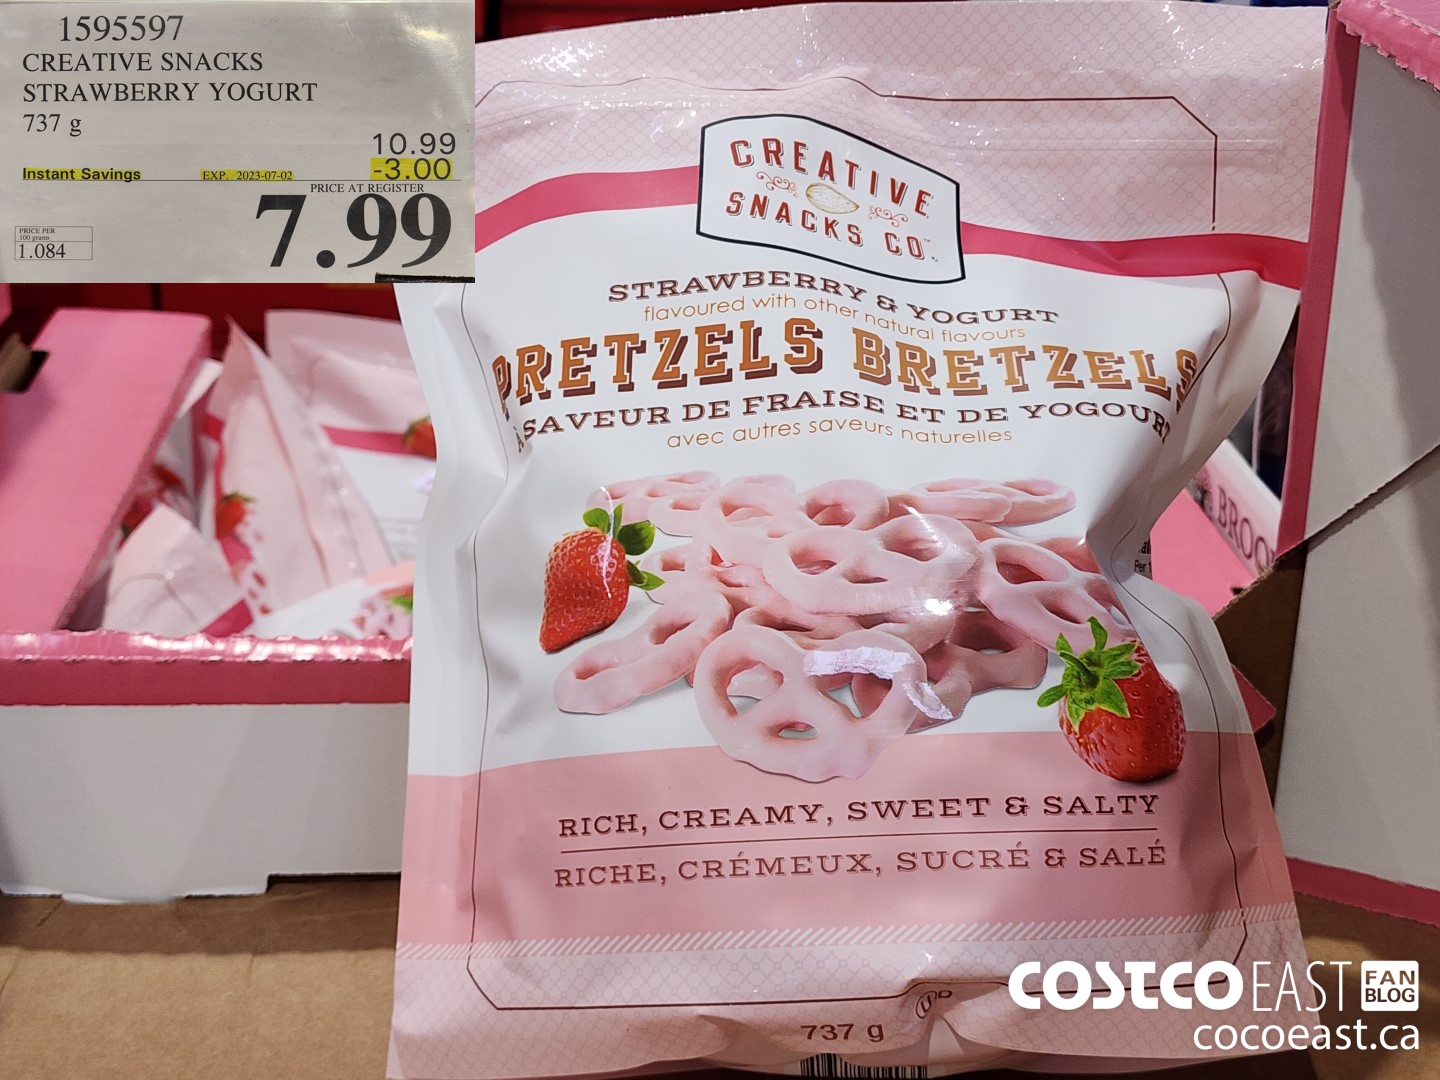 1595597
CREATIVE SNACKS
STRAWBERRY YOGURT
737 g
10.99
Instant Savings EXP. 2023-07-02 -3.00
PRICE AT REGISTER
7.99
PRICE PER
100 grams
1.084
CREATIVE
SNACKS CO™
STRAWBERRY & YOGURT
flavoured with other natural flavours
PRETZELS BRETZELS
À SAVEUR DE FRAISE ET DE YOGOURT
avec autres saveurs naturelles
RICH, CREAMY, SWEET & SALTY
RICHE, CRÉMEUX, SUCRÉ & SALÉ
U D
737 g
BROO
Per
COSTCO EAST FAN BLOG
cocoeast.ca